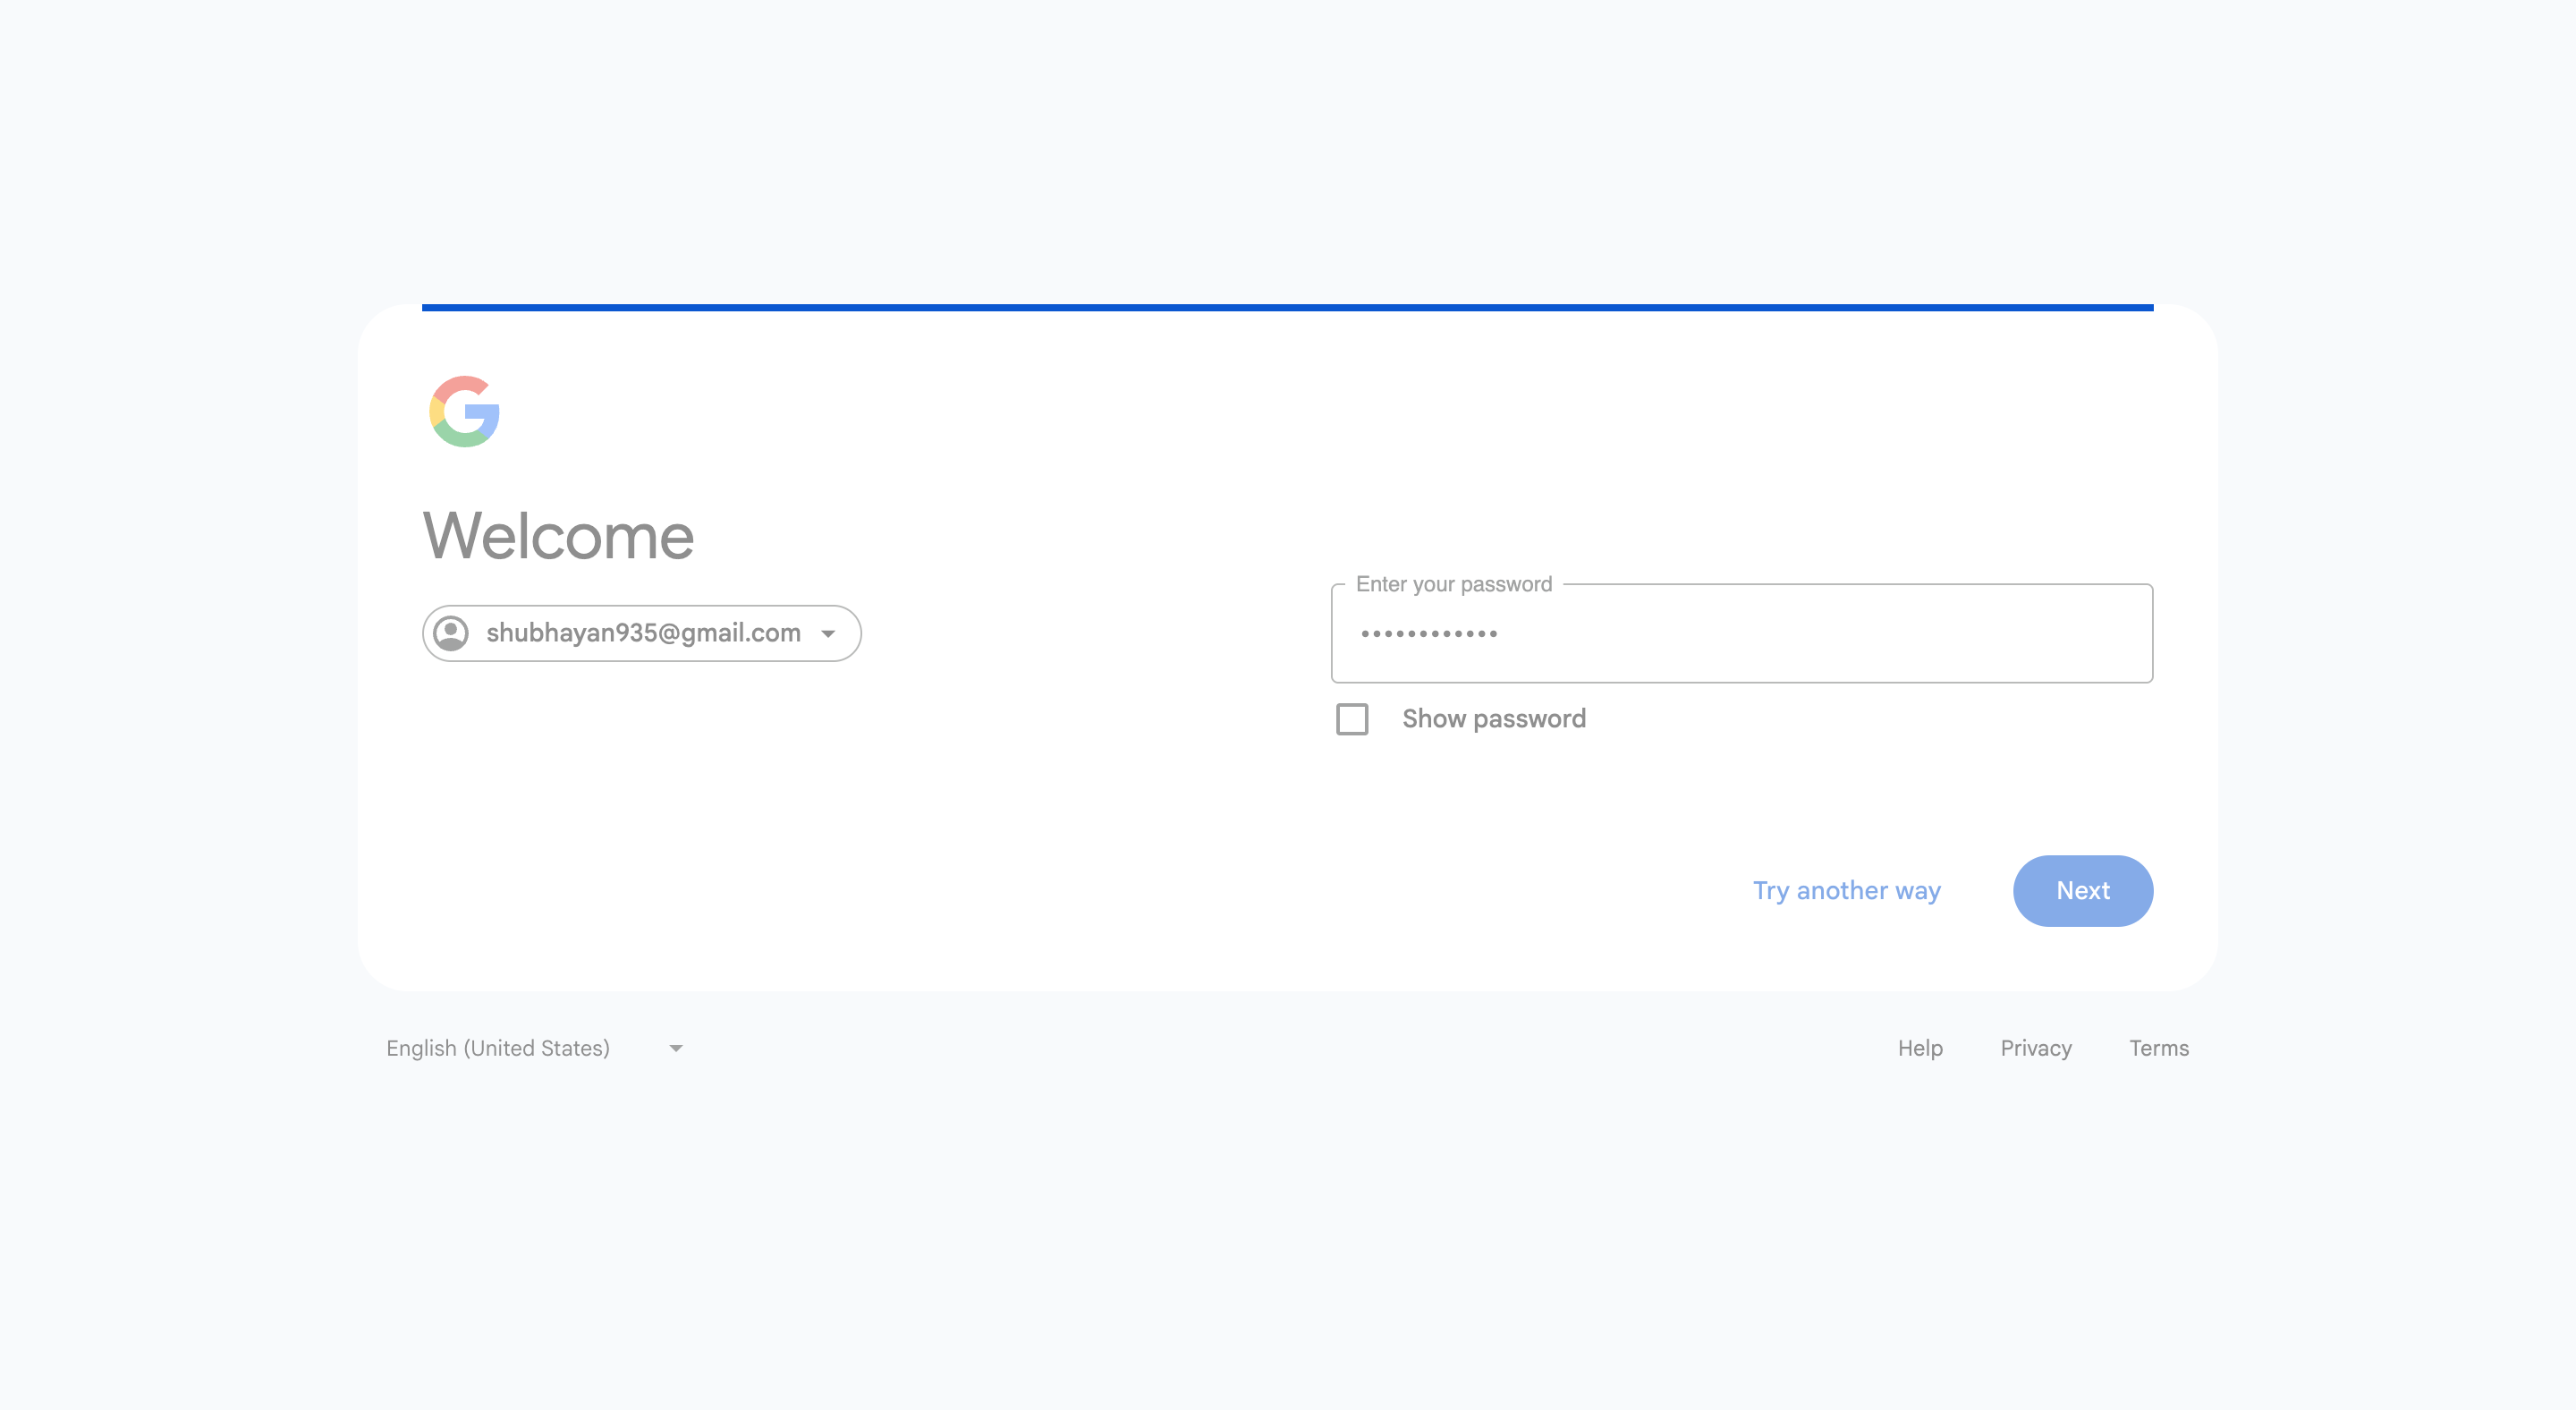 Welcome
shubhayan935@gmail.com
Enter your password
••••••••••••
Show password
Try another way
Next
English (United States)
Help
Privacy
Terms